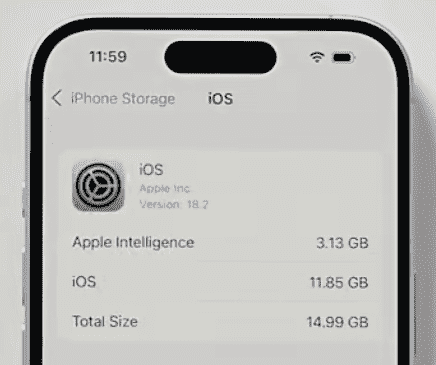 11:59
iPhone Storage iOS
iOS
Apple Inc.
Version: 18.2
Apple Intelligence 3.13 GB
iOS 11.85 GB
Total Size 14.99 GB